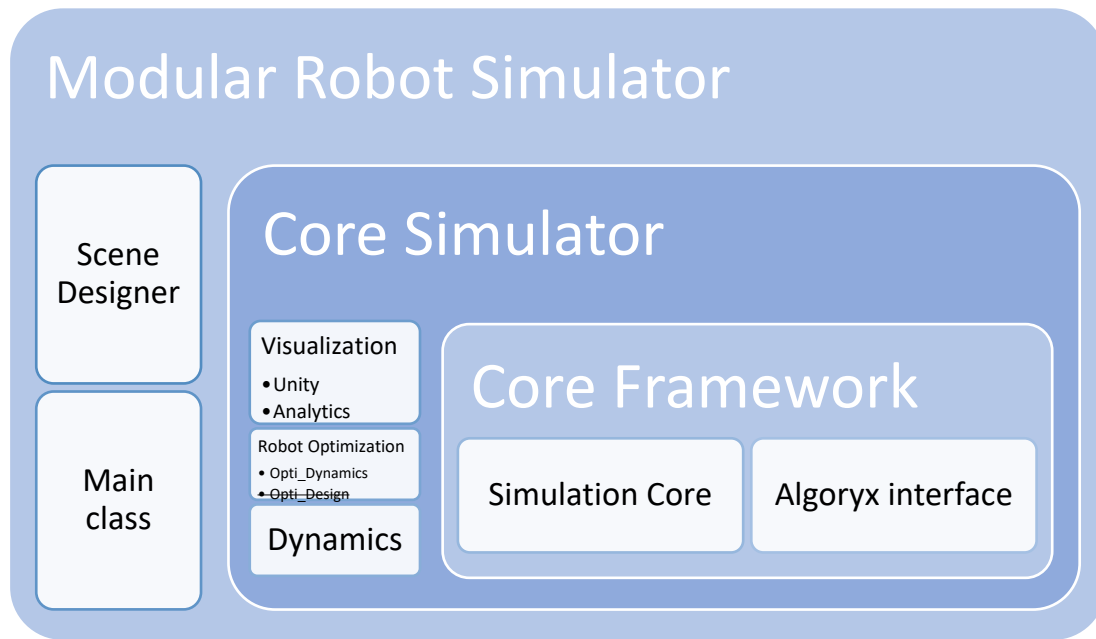 Modular Robot Simulator
Scene
Designer
Main
class
Core Simulator
Visualization
•Unity
•Analytics
Robot Optimization
• Opti_Dynamics
• Opti_Design
Dynamics
Core Framework
Simulation Core
Algoryx interface